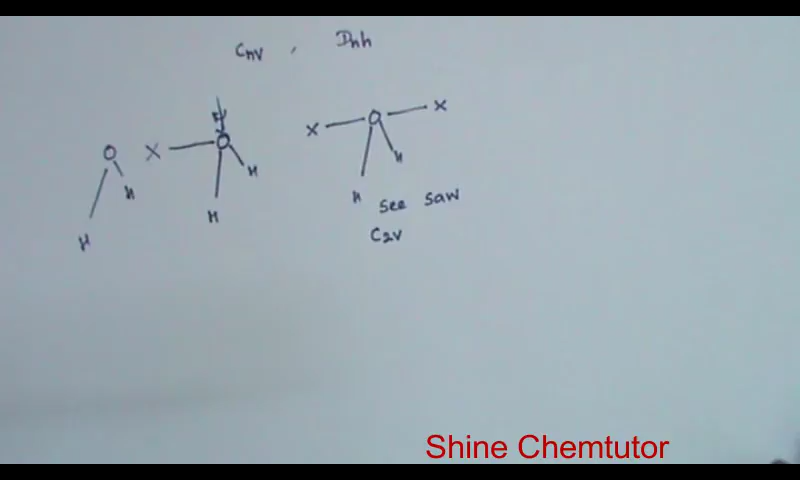 Cnv , Dnh
O
H
H
X O
H
H
X O X
H
H
See Saw
C2v
Shine Chemtutor